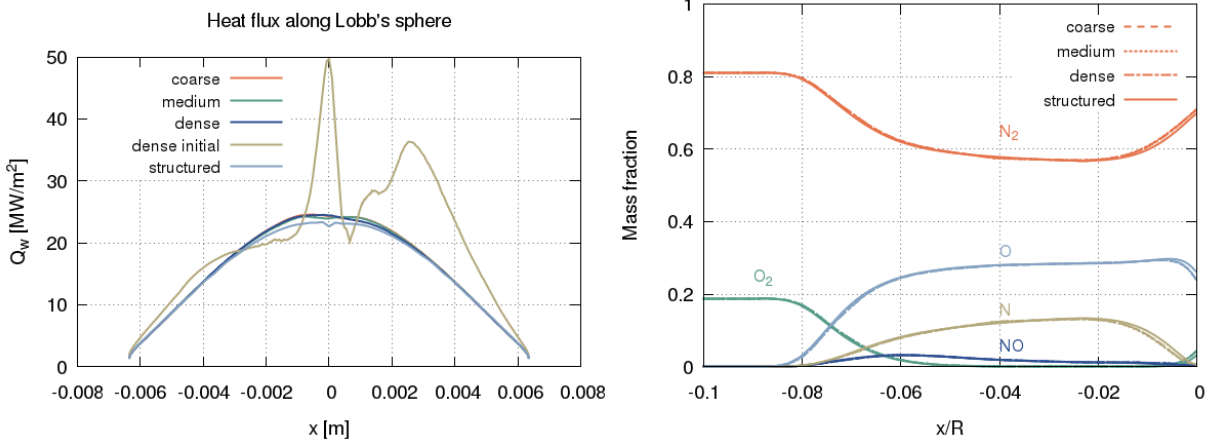 Heat flux along Lobb's sphere
Q_w [MW/m²]
50
40
30
20
10
0
coarse
medium
dense
dense initial
structured
-0.008 -0.006 -0.004 -0.002 0 0.002 0.004 0.006 0.008
x [m]
Mass fraction
1
0.8
0.6
0.4
0.2
0
coarse
medium
dense
structured
N₂
O
O₂
N
NO
-0.1 -0.08 -0.06 -0.04 -0.02 0
x/R